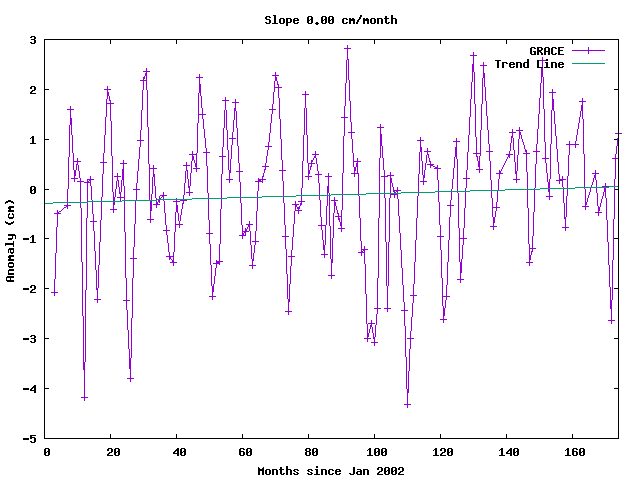 Slope 0.00 cm/month
GRACE
Trend Line
3
2
1
0
-1
-2
-3
-4
-5
Anomaly (cm)
0 20 40 60 80 100 120 140 160
Months since Jan 2002